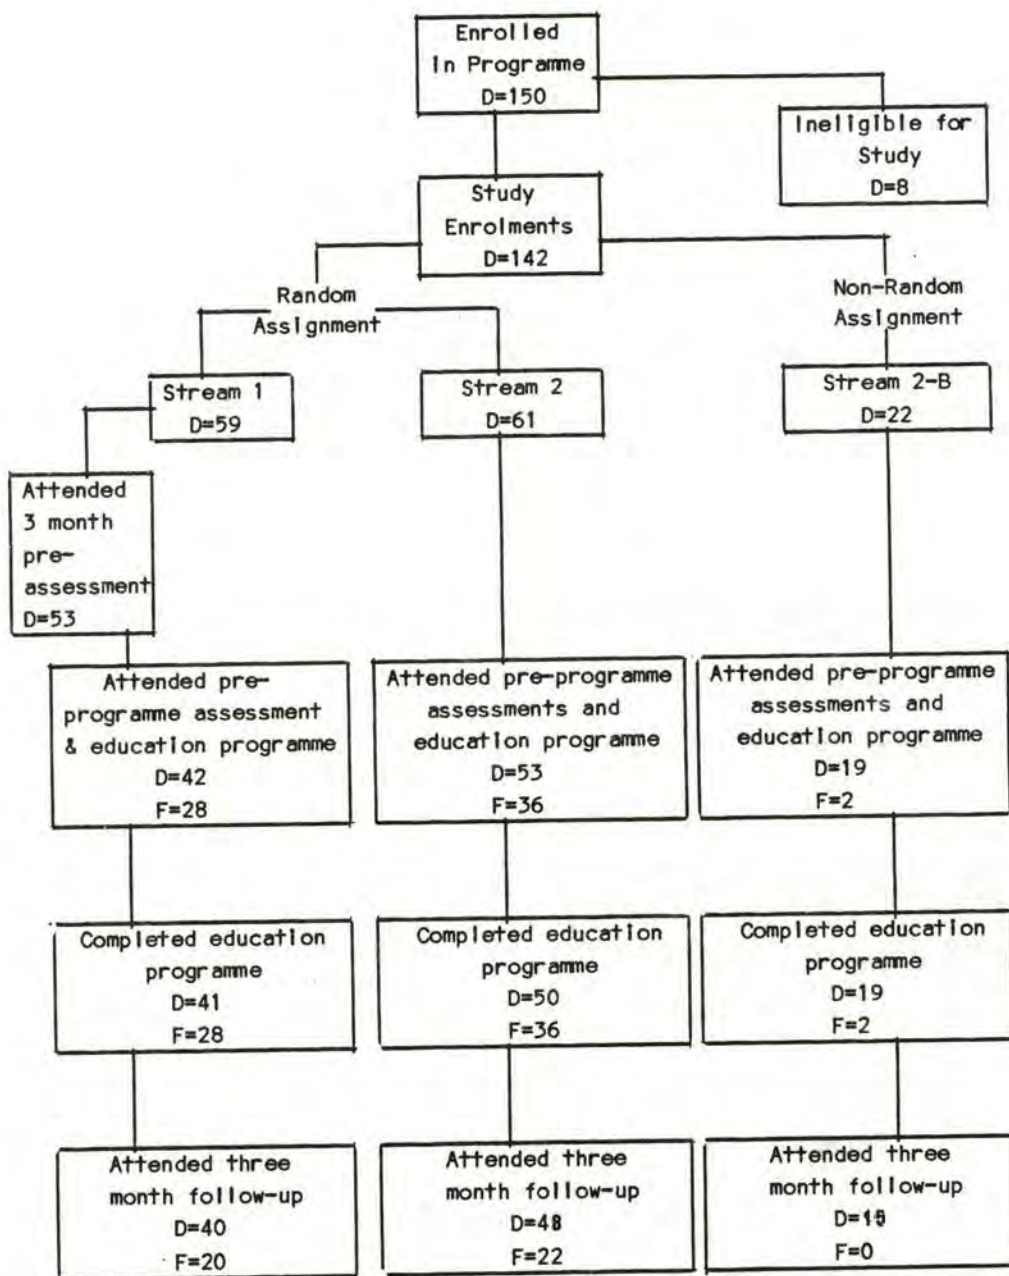 Enrolled
in Programme
D=150
Ineligible for
Study
D=8
Study
Enrolments
D=142
Random
Assignment
Non-Random
Assignment
Stream 1
D=59
Stream 2
D=61
Stream 2-B
D=22
Attended
3 month
pre-
assessment
D=53
Attended pre-
programme assessment
& education programme
D=42
F=28
Attended pre-programme
assessments and
education programme
D=53
F=36
Attended pre-programme
assessments and
education programme
D=19
F=2
Completed education
programme
D=41
F=28
Completed education
programme
D=50
F=36
Completed education
programme
D=19
F=2
Attended three
month follow-up
D=40
F=20
Attended three
month follow-up
D=48
F=22
Attended three
month follow-up
D=15
F=0